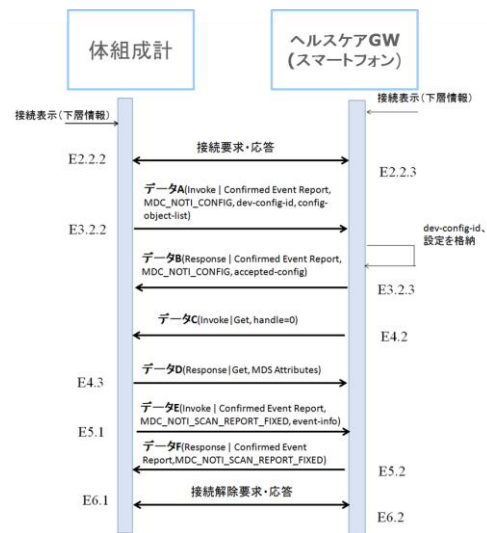 体組成計
ヘルスケアGW
(スマートフォン)
接続表示(下層情報)
接続表示(下層情報)
接続要求・応答
E2.2.2
E2.2.3
データA(Invoke | Confirmed Event Report,
MDC_NOTI_CONFIG, dev-config-id, config-
object-list)
E3.2.2
dev-config-id、
設定を格納
データB(Response | Confirmed Event Report,
MDC_NOTI_CONFIG, accepted-config)
E3.2.3
データC(Invoke|Get, handle=0)
E4.2
データD(Response|Get, MDS Attributes)
E4.3
データE(Invoke | Confirmed Event Report,
MDC_NOTI_SCAN_REPORT_FIXED, event-info)
E5.1
データF(Response | Confirmed Event
Report,MDC_NOTI_SCAN_REPORT_FIXED)
E5.2
接続解除要求・応答
E6.1
E6.2